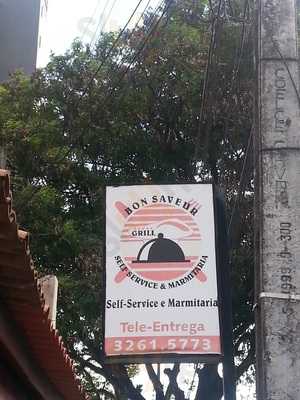 BON SAVEUR
GRILL
SELF SERVICE & MARMITARIA
Self-Service e Marmitaria
Tele-Entrega
3261.5773